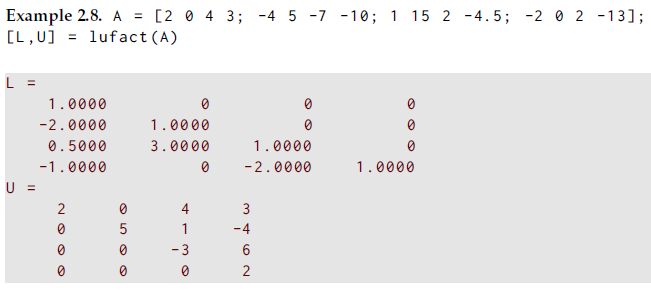 Example 2.8. A = [2 0 4 3; -4 5 -7 -10; 1 15 2 -4.5; -2 0 2 -13];
[L,U] = lufact(A)
L =
1.0000 0 0 0
-2.0000 1.0000 0 0
0.5000 3.0000 1.0000 0
-1.0000 0 -2.0000 1.0000
U =
2 0 4 3
0 5 1 -4
0 0 -3 6
0 0 0 2